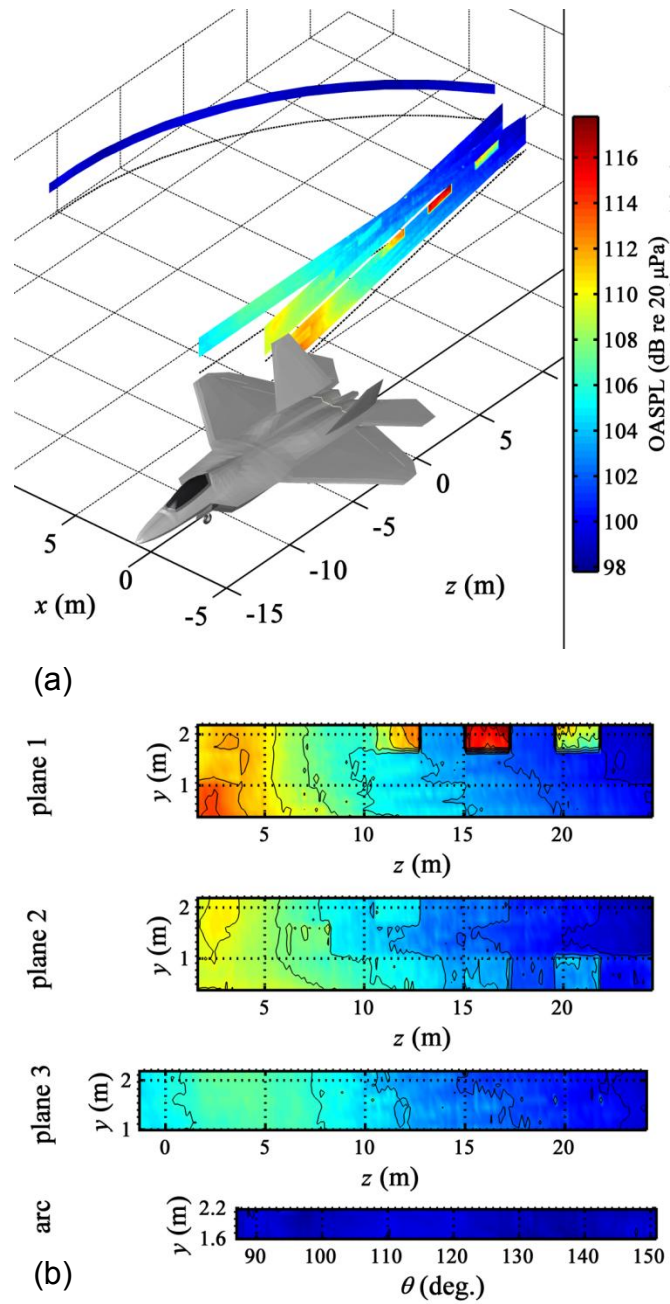 116
114
112
110
108
106
104
102
100
98
OASPL (dB re 20 μPa)
5
0
-5
x (m)
5
0
-5
-10
-15
z (m)
(a)
plane 1
y (m)
2
1
5 10 15 20
z (m)
plane 2
y (m)
2
1
5 10 15 20
z (m)
plane 3
y (m)
2
1
0 5 10 15 20
z (m)
arc
y (m)
2.2
1.6
90 100 110 120 130 140 150
θ (deg.)
(b)